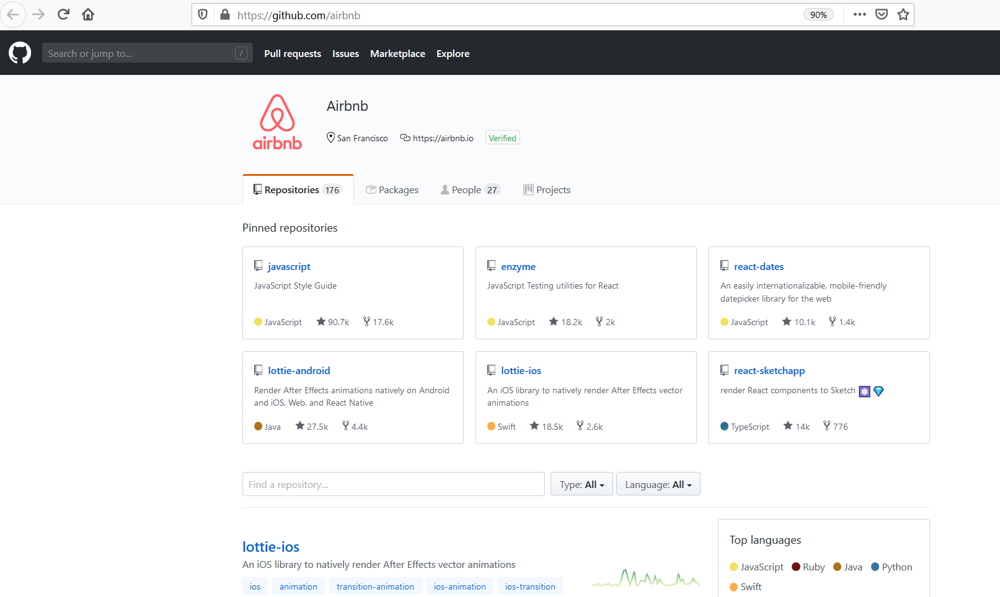 https://github.com/airbnb
90%
Search or jump to...
/
Pull requests Issues Marketplace Explore
airbnb
Airbnb
San Francisco https://airbnb.io Verified
Repositories 176 Packages People 27 Projects
Pinned repositories
javascript
JavaScript Style Guide
JavaScript 90.7k 17.6k
enzyme
JavaScript Testing utilities for React
JavaScript 18.2k 2k
react-dates
An easily internationalizable, mobile-friendly
datepicker library for the web
JavaScript 10.1k 1.4k
lottie-android
Render After Effects animations natively on Android
and iOS, Web, and React Native
Java 27.5k 4.4k
lottie-ios
An iOS library to natively render After Effects vector
animations
Swift 18.5k 2.6k
react-sketchapp
render React components to Sketch
TypeScript 14k 776
Find a repository...
Type: All
Language: All
lottie-ios
An iOS library to natively render After Effects vector animations
ios animation transition-animation ios-animation ios-transition
Top languages
JavaScript Ruby Java Python
Swift